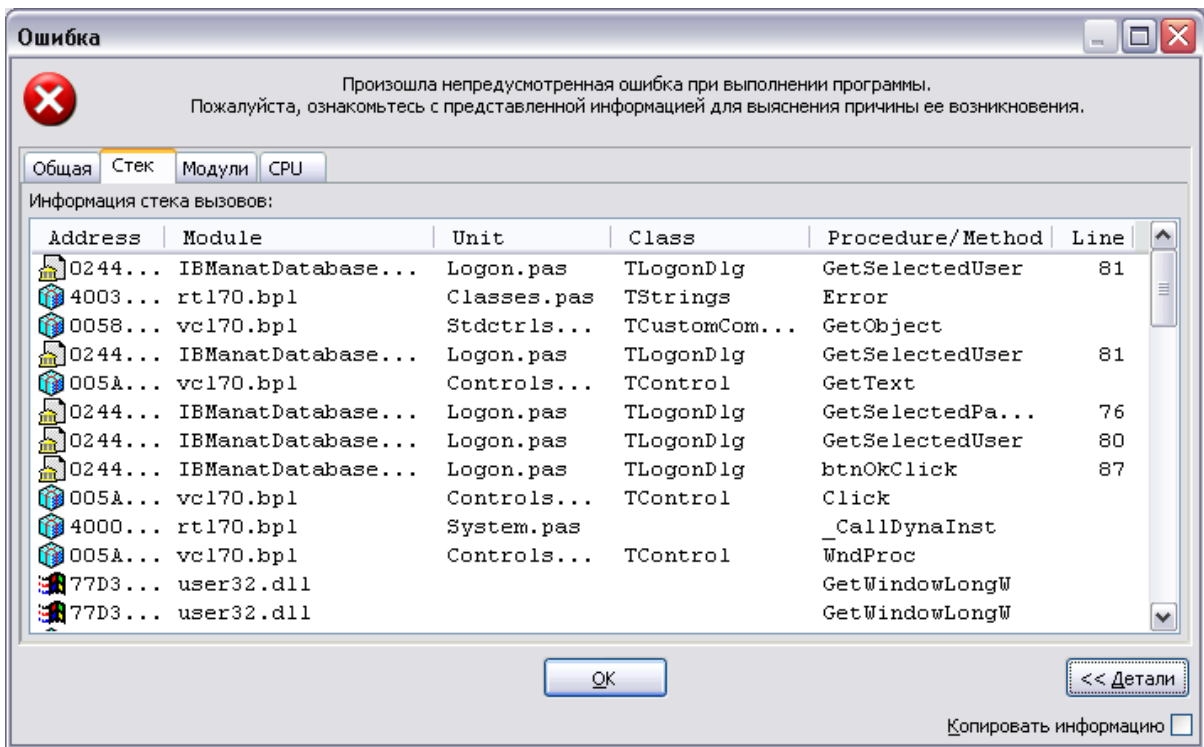 Ошибка
Произошла непредусмотренная ошибка при выполнении программы.
Пожалуйста, ознакомьтесь с представленной информацией для выяснения причины ее возникновения.
Общая Стек Модули CPU
Информация стека вызовов:
Address Module Unit Class Procedure/Method Line
0244... IBManatDatabase... Logon.pas TLogonDlg GetSelectedUser 81
4003... rtl70.bpl Classes.pas TStrings Error
0058... vcl70.bpl Stdctrls... TCustomCom... GetObject
0244... IBManatDatabase... Logon.pas TLogonDlg GetSelectedUser 81
005A... vcl70.bpl Controls... TControl GetText
0244... IBManatDatabase... Logon.pas TLogonDlg GetSelectedPa... 76
0244... IBManatDatabase... Logon.pas TLogonDlg GetSelectedUser 80
0244... IBManatDatabase... Logon.pas TLogonDlg btnOkClick 87
005A... vcl70.bpl Controls... TControl Click
4000... rtl70.bpl System.pas _CallDynaInst
005A... vcl70.bpl Controls... TControl WndProc
77D3... user32.dll GetWindowLongW
77D3... user32.dll GetWindowLongW
OK
<< Детали
Копировать информацию